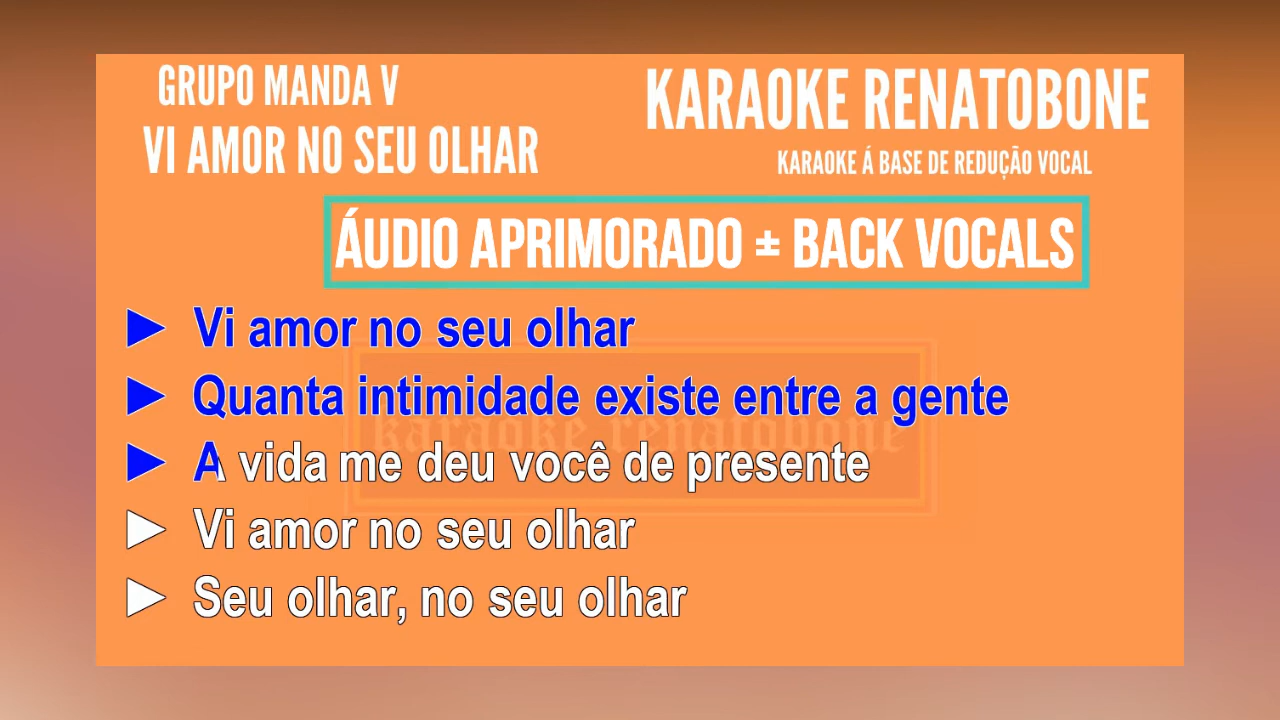 GRUPO MANDA V
VI AMOR NO SEU OLHAR
KARAOKE RENATOBONE
KARAOKE Á BASE DE REDUÇÃO VOCAL
ÁUDIO APRIMORADO ± BACK VOCALS
► Vi amor no seu olhar
► Quanta intimidade existe entre a gente
karaoke renatobone
► A vida me deu você de presente
► Vi amor no seu olhar
► Seu olhar, no seu olhar